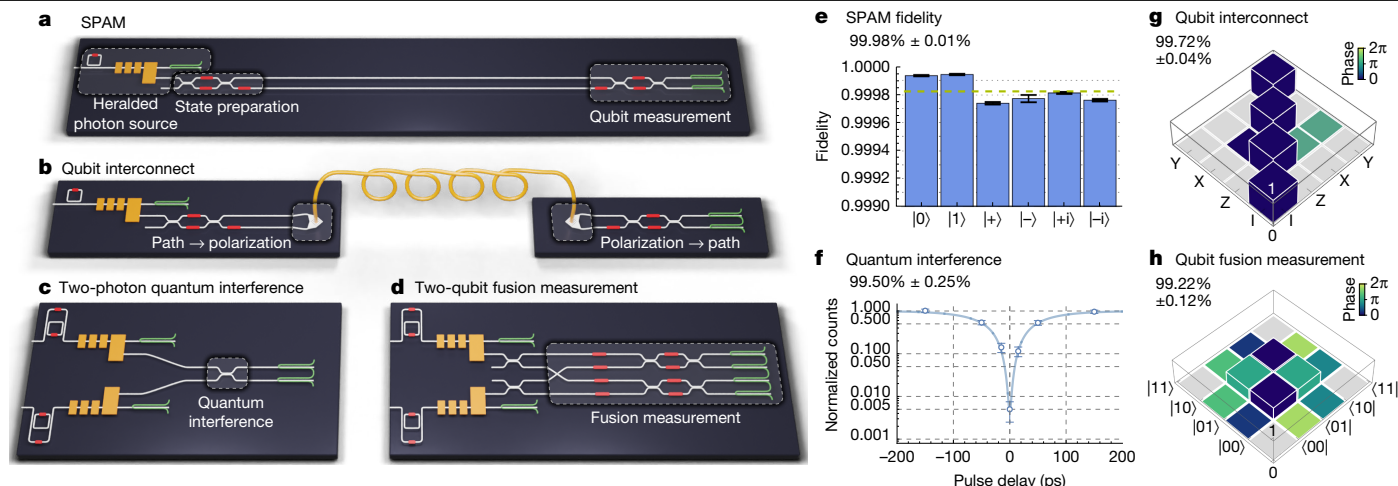 a SPAM
Heralded
photon source
State preparation
Qubit measurement
b Qubit interconnect
Path → polarization
Polarization → path
c Two-photon quantum interference
Quantum
interference
d Two-qubit fusion measurement
Fusion measurement
e SPAM fidelity
99.98% ± 0.01%
Fidelity
1.0000
0.9998
0.9996
0.9994
0.9992
0.9990
|0⟩ |1⟩ |+⟩ |−⟩ |+i⟩ |−i⟩
f Quantum interference
99.50% ± 0.25%
Normalized counts
1.000
0.500
0.100
0.050
0.010
0.005
0.001
−200 −100 0 100 200
Pulse delay (ps)
g Qubit interconnect
99.72%
±0.04%
Phase
2π
π
0
Y
X
Z
I
I
Z
X
Y
1
0
h Qubit fusion measurement
99.22%
±0.12%
Phase
2π
π
0
|11⟩
|10⟩
|01⟩
|00⟩
⟨00|
⟨01|
⟨10|
⟨11|
1
0